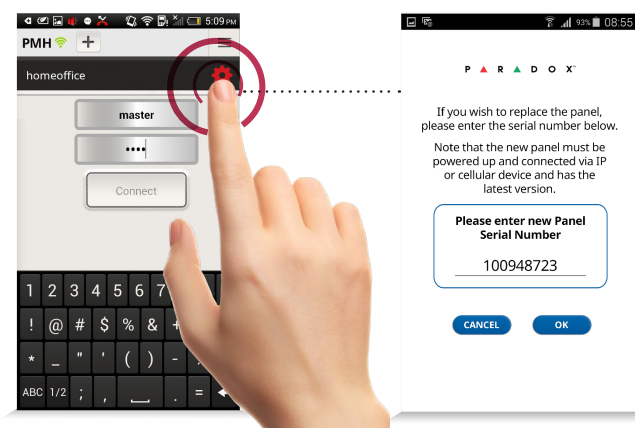 5:09 PM
PMH
homeoffice
master
••••
Connect
1 2 3 4 5 6 7
! @ # $ % & +
* _ " ' ( ) -
ABC 1/2 ; , . =
93% 08:55
PARADOX™
If you wish to replace the panel,
please enter the serial number below.
Note that the new panel must be
powered up and connected via IP
or cellular device and has the
latest version.
Please enter new Panel
Serial Number
100948723
CANCEL OK